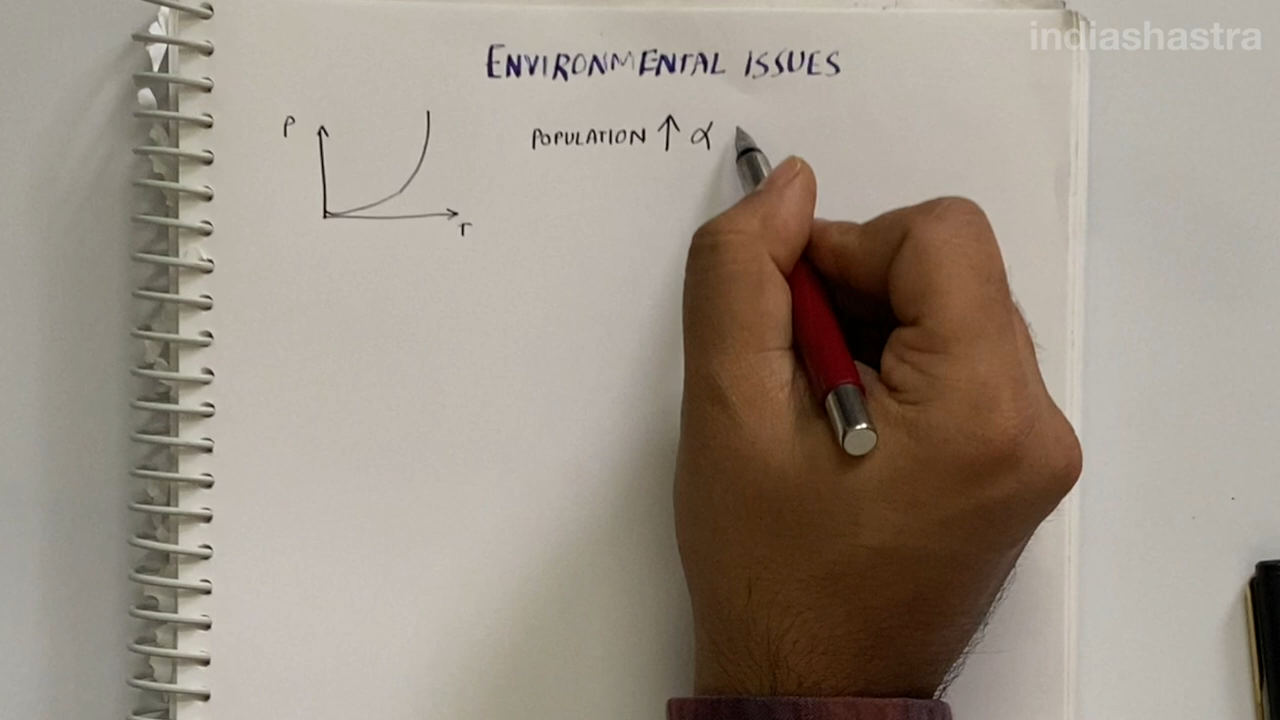 indiashastra
ENVIRONMENTAL ISSUES
P
POPULATION ↑ α
T